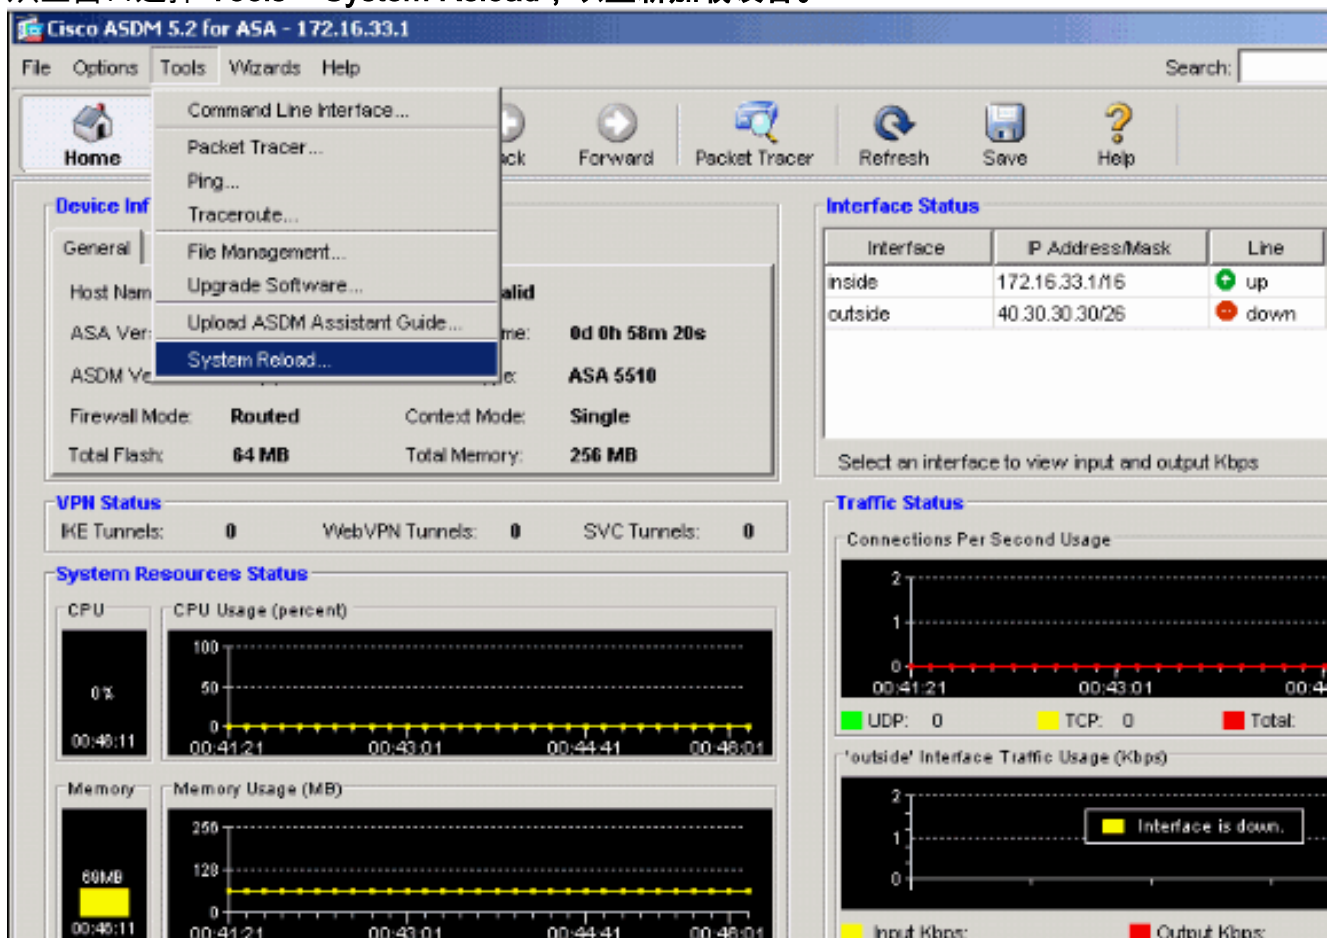 Cisco ASDM 5.2 for ASA - 172.16.33.1
File Options Tools Wizards Help Search:
Command Line Interface...
Packet Tracer...
Ping...
Traceroute...
File Management...
Upgrade Software...
Upload ASDM Assistant Guide...
System Reload...
Home Forward Packet Tracer Refresh Save Help
Device Inf
General
Host Nam alid
ASA Ver me: 0d 0h 58m 20s
ASDM Ve ASA 5510
Firewall Mode: Routed Context Mode: Single
Total Flash: 64 MB Total Memory: 256 MB
Interface Status
Interface IP Address/Mask Line
inside 172.16.33.1/16 up
outside 40.30.30.30/26 down
Select an interface to view input and output Kbps
VPN Status
IKE Tunnels: 0 WebVPN Tunnels: 0 SVC Tunnels: 0
System Resources Status
CPU
0%
00:46:11
CPU Usage (percent)
100
50
0
00:41:21 00:43:01 00:44:41 00:46:01
Memory
69MB
00:46:11
Memory Usage (MB)
256
128
0
00:41:21 00:43:01 00:44:41 00:46:01
Traffic Status
Connections Per Second Usage
2
1
0
00:41:21 00:43:01 00:4
UDP: 0 TCP: 0 Total:
'outside' Interface Traffic Usage (Kbps)
2
1
0
Interface is down.
Input Kbps: Output Kbps: